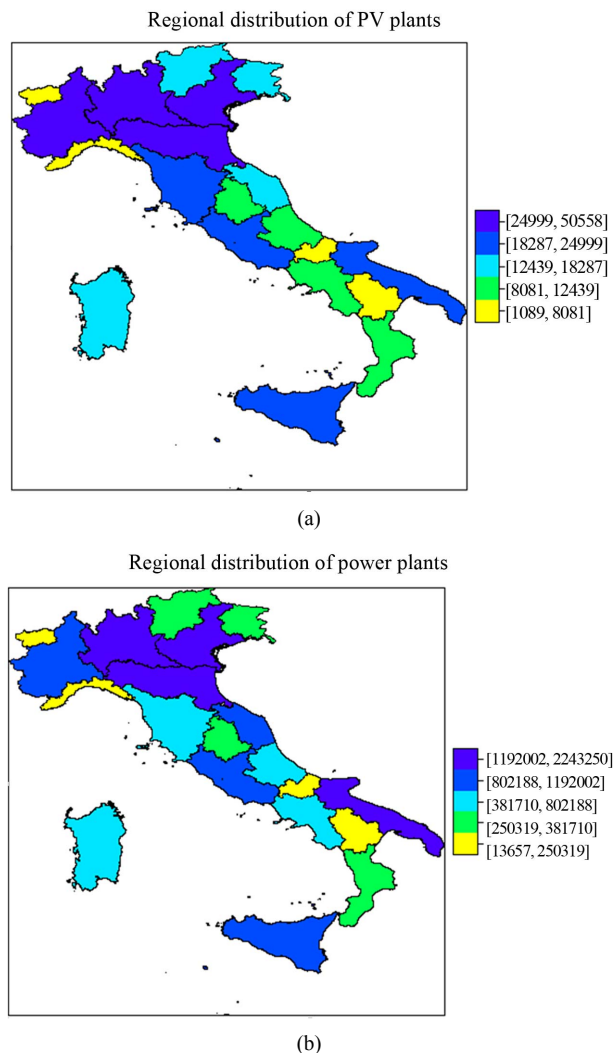 Regional distribution of PV plants
[24999, 50558]
[18287, 24999]
[12439, 18287]
[8081, 12439]
[1089, 8081]
(a)
Regional distribution of power plants
[1192002, 2243250]
[802188, 1192002]
[381710, 802188]
[250319, 381710]
[13657, 250319]
(b)